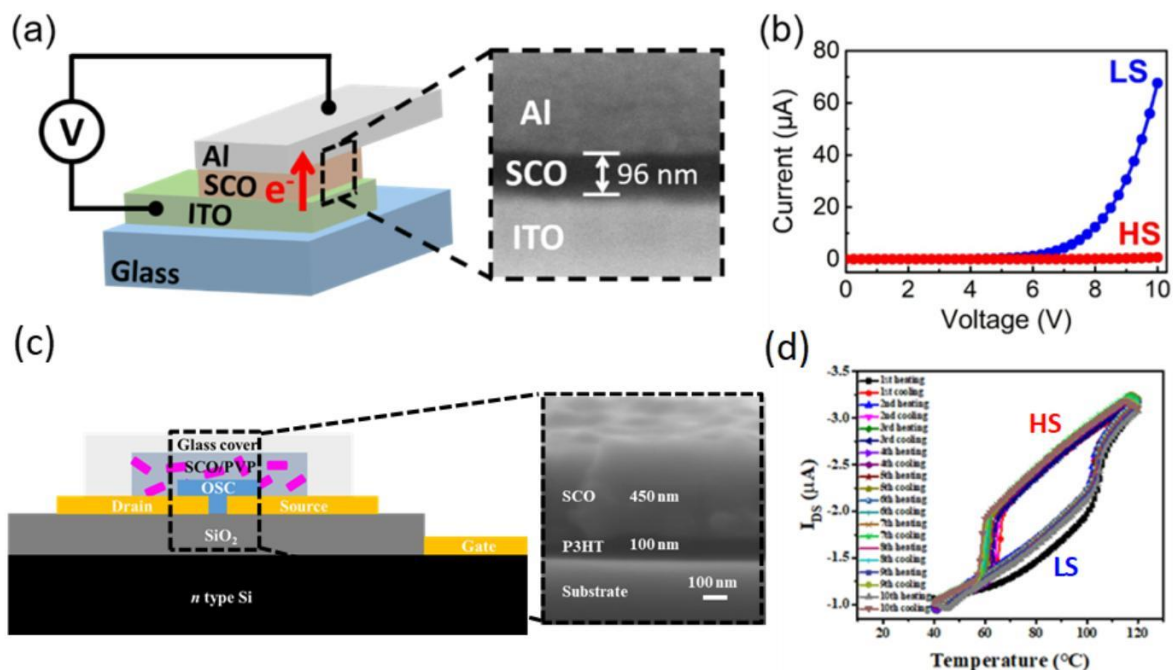 (a)
V
Al
SCO
e-
ITO
Glass
Al
SCO
96 nm
ITO
(b)
80
60
40
20
0
Current (µA)
LS
HS
0
2
4
6
8
10
Voltage (V)
(c)
Glass cover
SCO/PVP
OSC
Drain
Source
SiO2
Gate
n type Si
SCO 450 nm
P3HT 100 nm
Substrate
100 nm
(d)
-3.5
-3.0
-2.5
-2.0
-1.5
-1.0
IDS (µA)
1st heating
1st cooling
2nd heating
2nd cooling
3rd heating
3rd cooling
4th heating
4th cooling
5th heating
5th cooling
6th heating
6th cooling
7th heating
7th cooling
8th heating
8th cooling
9th heating
9th cooling
10th heating
10th cooling
HS
LS
20
40
60
80
100
120
Temperature (°C)